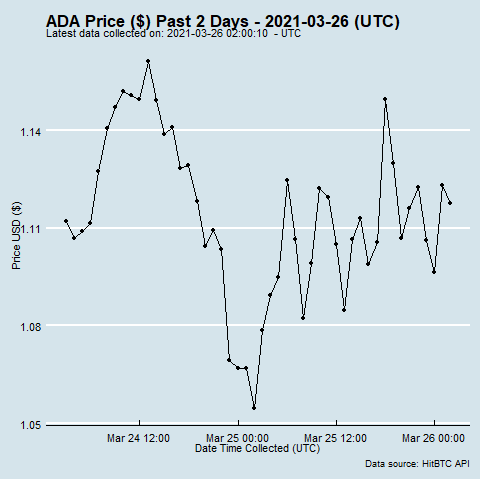 ADA Price ($) Past 2 Days - 2021-03-26 (UTC)
Latest data collected on: 2021-03-26 02:00:10 - UTC
1.14
1.11
1.08
1.05
Price USD ($)
Mar 24 12:00 Mar 25 00:00 Mar 25 12:00 Mar 26 00:00
Date Time Collected (UTC)
Data source: HitBTC API